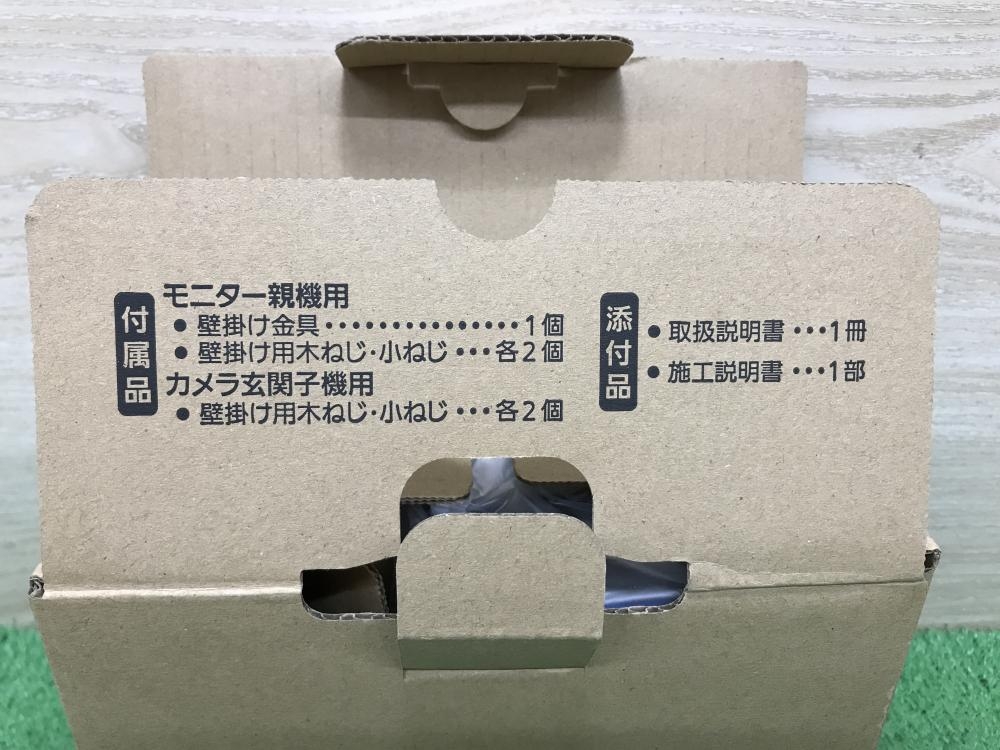 付属品
モニター親機用
● 壁掛け金具・・・・・・・・・・・・・・・1個
● 壁掛け用木ねじ・小ねじ・・・各2個
カメラ玄関子機用
● 壁掛け用木ねじ・小ねじ・・・各2個
添付品
● 取扱説明書・・・1冊
● 施工説明書・・・1部